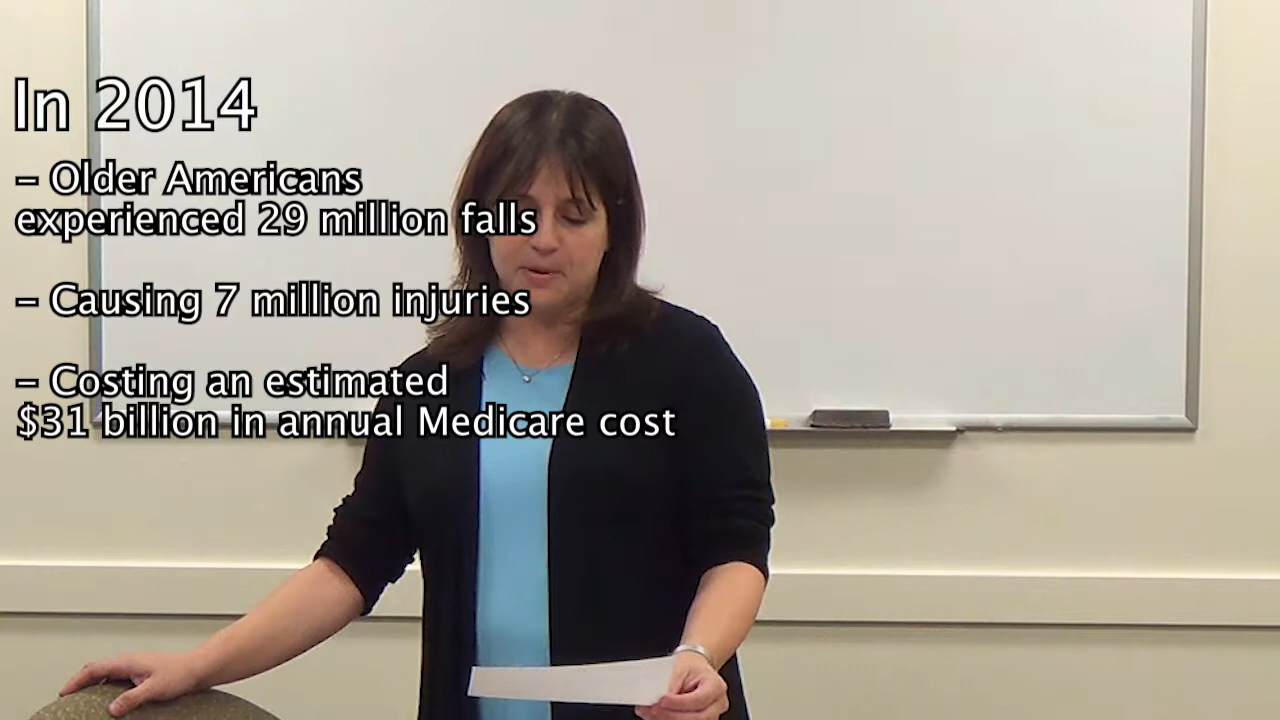 In 2014
- Older Americans
experienced 29 million falls
- Causing 7 million injuries
- Costing an estimated
$31 billion in annual Medicare cost